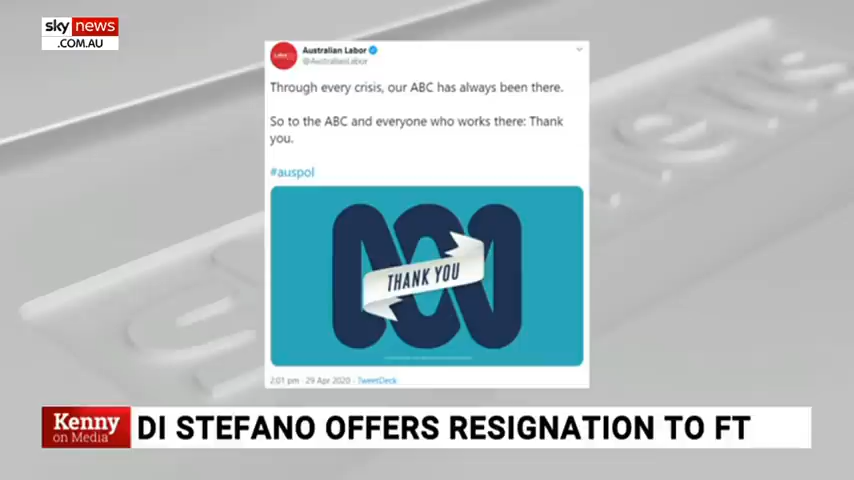 sky news
.COM.AU
Australian Labor
@AustralianLabor
Through every crisis, our ABC has always been there.
So to the ABC and everyone who works there: Thank
you.
#auspol
THANK YOU
2:01 pm · 29 Apr 2020 · TweetDeck
Kenny
on Media
DI STEFANO OFFERS RESIGNATION TO FT